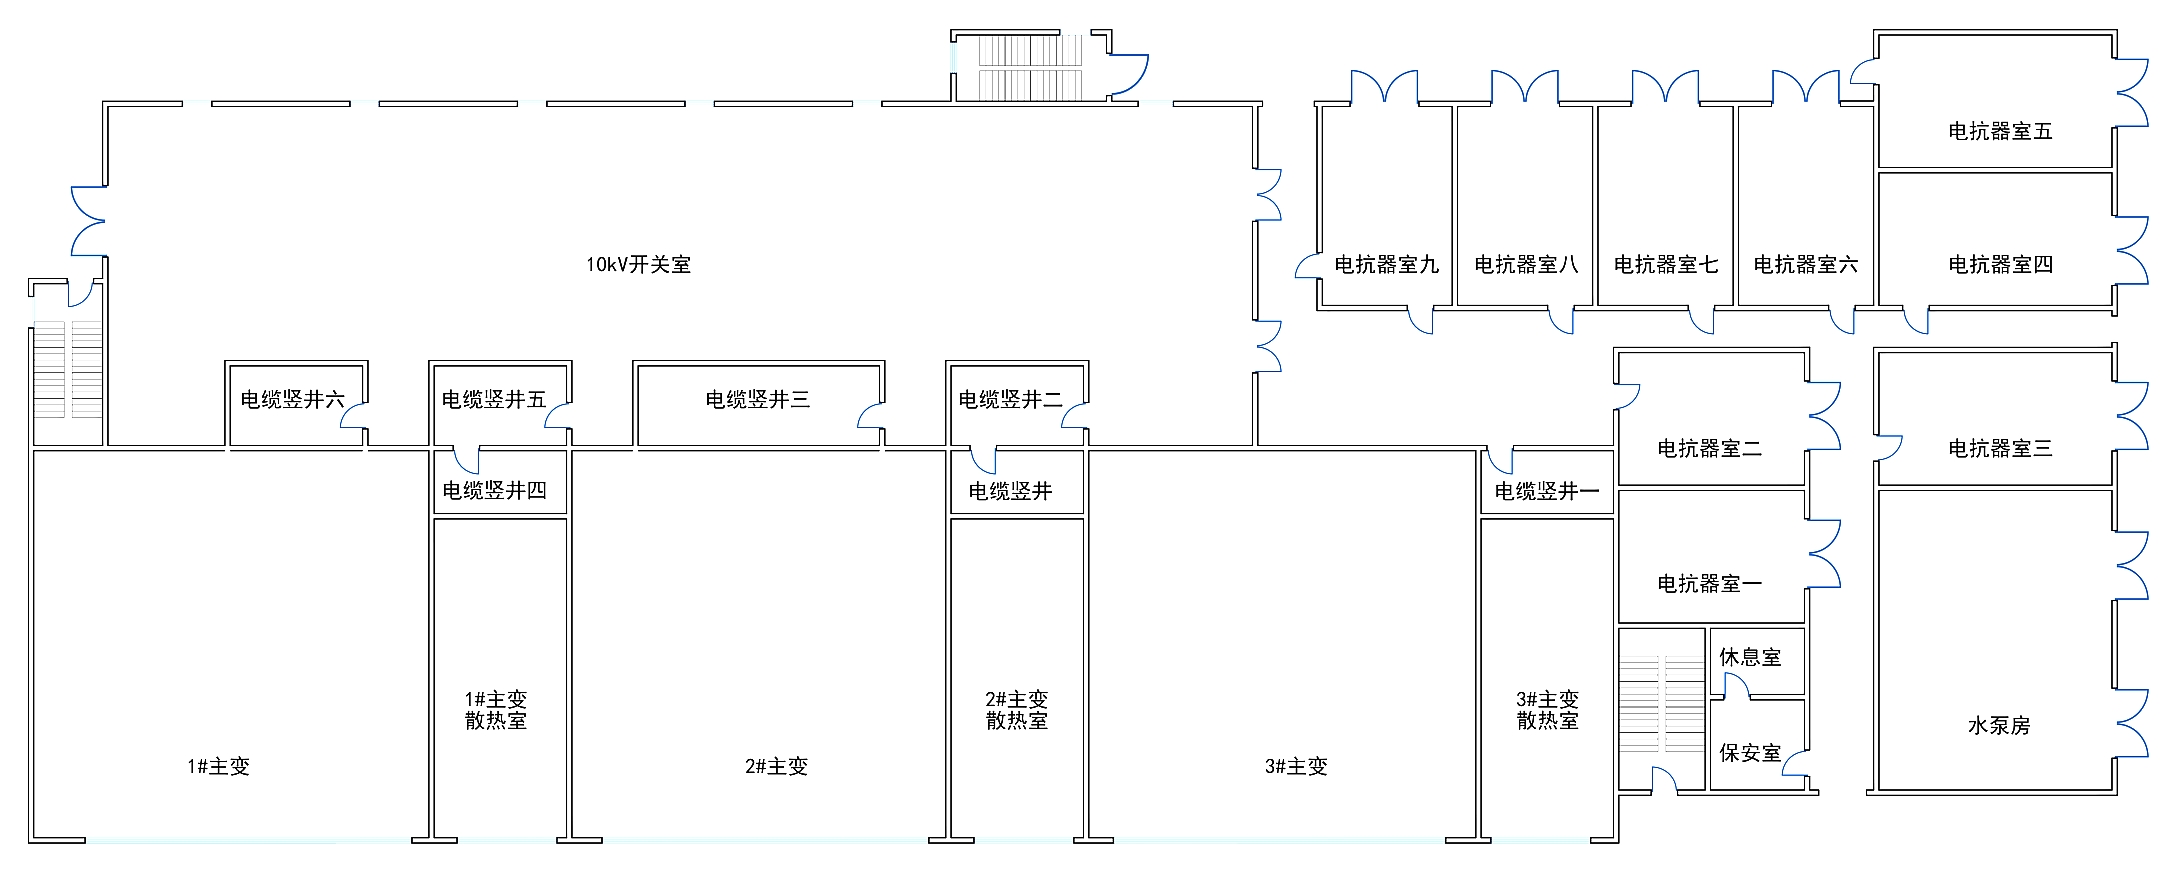 电抗器室五
10kV开关室
电抗器室九
电抗器室八
电抗器室七
电抗器室六
电抗器室四
电缆竖井六
电缆竖井五
电缆竖井三
电缆竖井二
电抗器室二
电抗器室三
电缆竖井四
电缆竖井
电缆竖井一
电抗器室一
休息室
1#主变
散热室
2#主变
散热室
3#主变
散热室
水泵房
保安室
1#主变
2#主变
3#主变